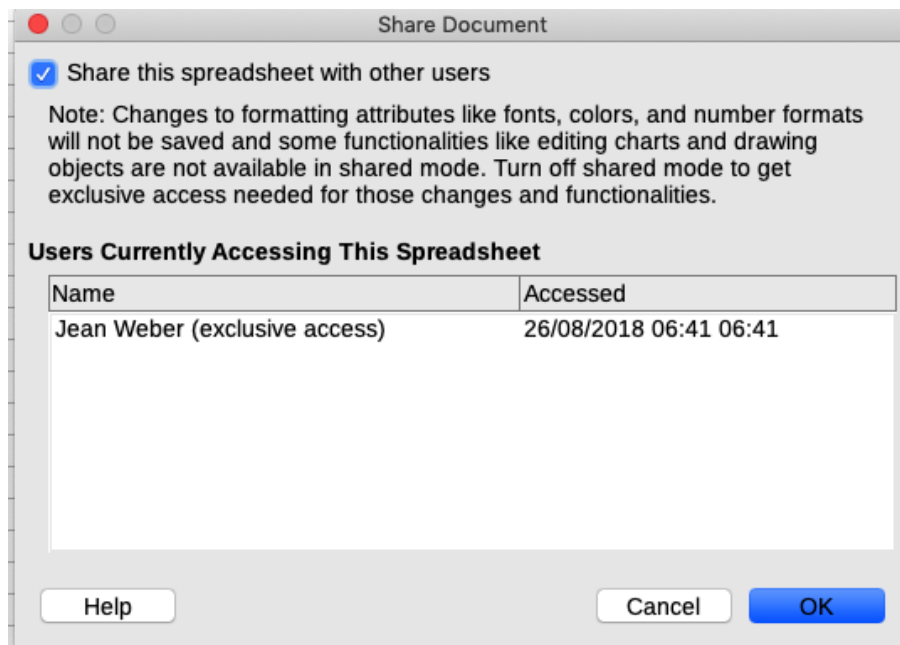 Share Document
Share this spreadsheet with other users
Note: Changes to formatting attributes like fonts, colors, and number formats
will not be saved and some functionalities like editing charts and drawing
objects are not available in shared mode. Turn off shared mode to get
exclusive access needed for those changes and functionalities.
Users Currently Accessing This Spreadsheet
Name Accessed
Jean Weber (exclusive access) 26/08/2018 06:41 06:41
Help Cancel OK